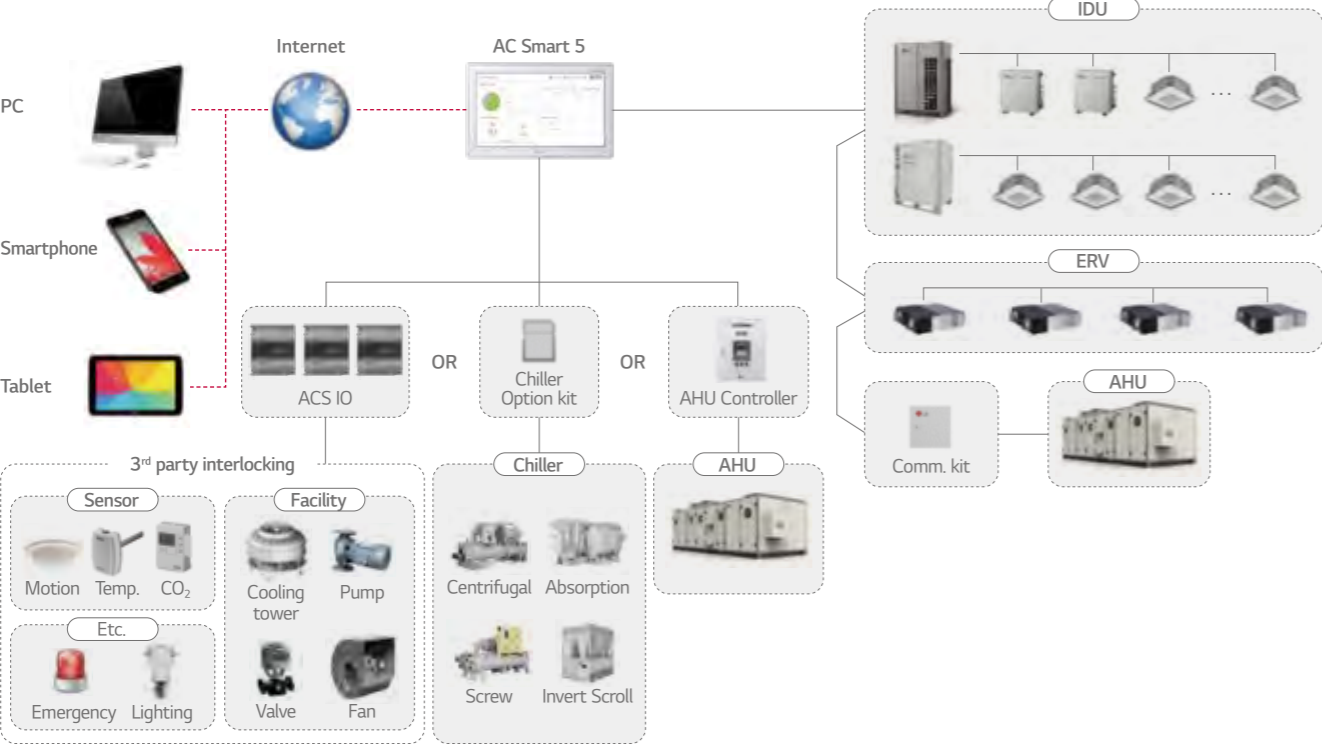 IDU
Internet
AC Smart 5
PC
Smartphone
ERV
Tablet
ACS IO
OR
Chiller
Option kit
OR
AHU Controller
Comm. kit
AHU
3rd party interlocking
Sensor
Motion
Temp.
CO2
Etc.
Emergency
Lighting
Facility
Cooling
tower
Pump
Valve
Fan
Chiller
Centrifugal
Absorption
Screw
Invert Scroll
AHU